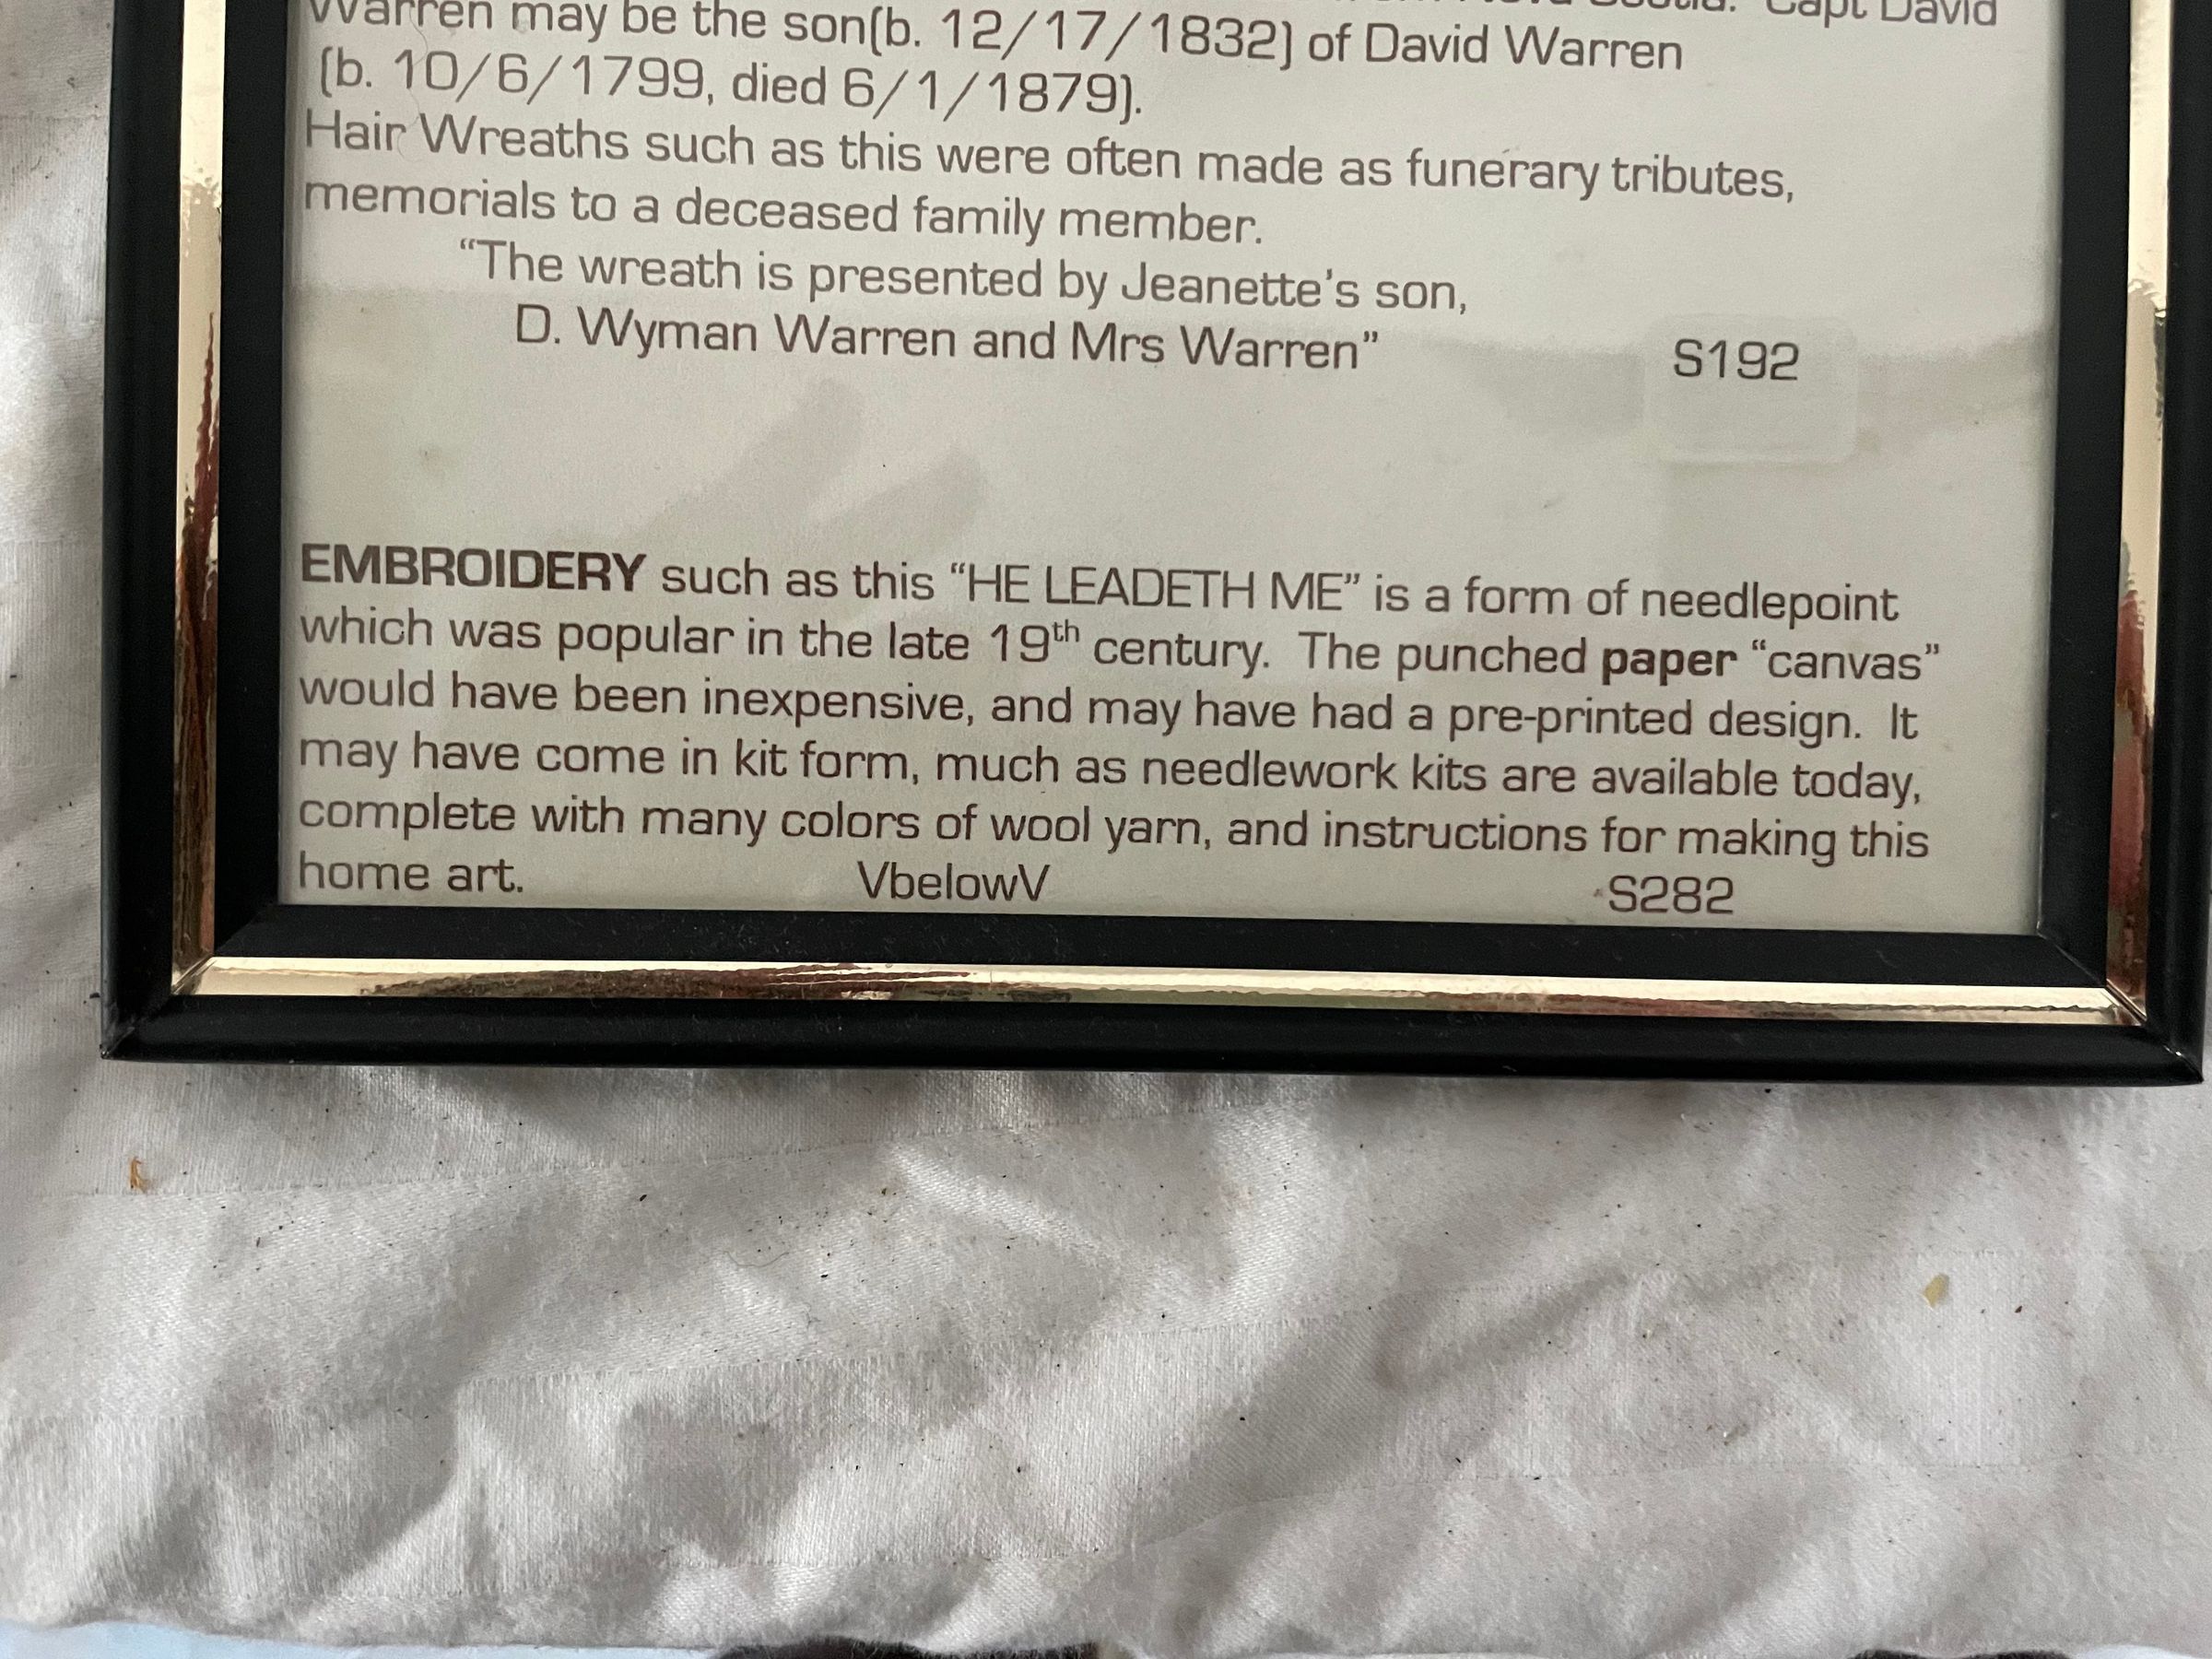 Nova Scotia. Capt David
Warren may be the son(b. 12/17/1832) of David Warren
(b. 10/6/1799, died 6/1/1879).
Hair Wreaths such as this were often made as funerary tributes,
memorials to a deceased family member.
“The wreath is presented by Jeanette’s son,
D. Wyman Warren and Mrs Warren”
S192
EMBROIDERY such as this “HE LEADETH ME” is a form of needlepoint
which was popular in the late 19th century. The punched paper “canvas”
would have been inexpensive, and may have had a pre-printed design. It
may have come in kit form, much as needlework kits are available today,
complete with many colors of wool yarn, and instructions for making this
home art. VbelowV S282